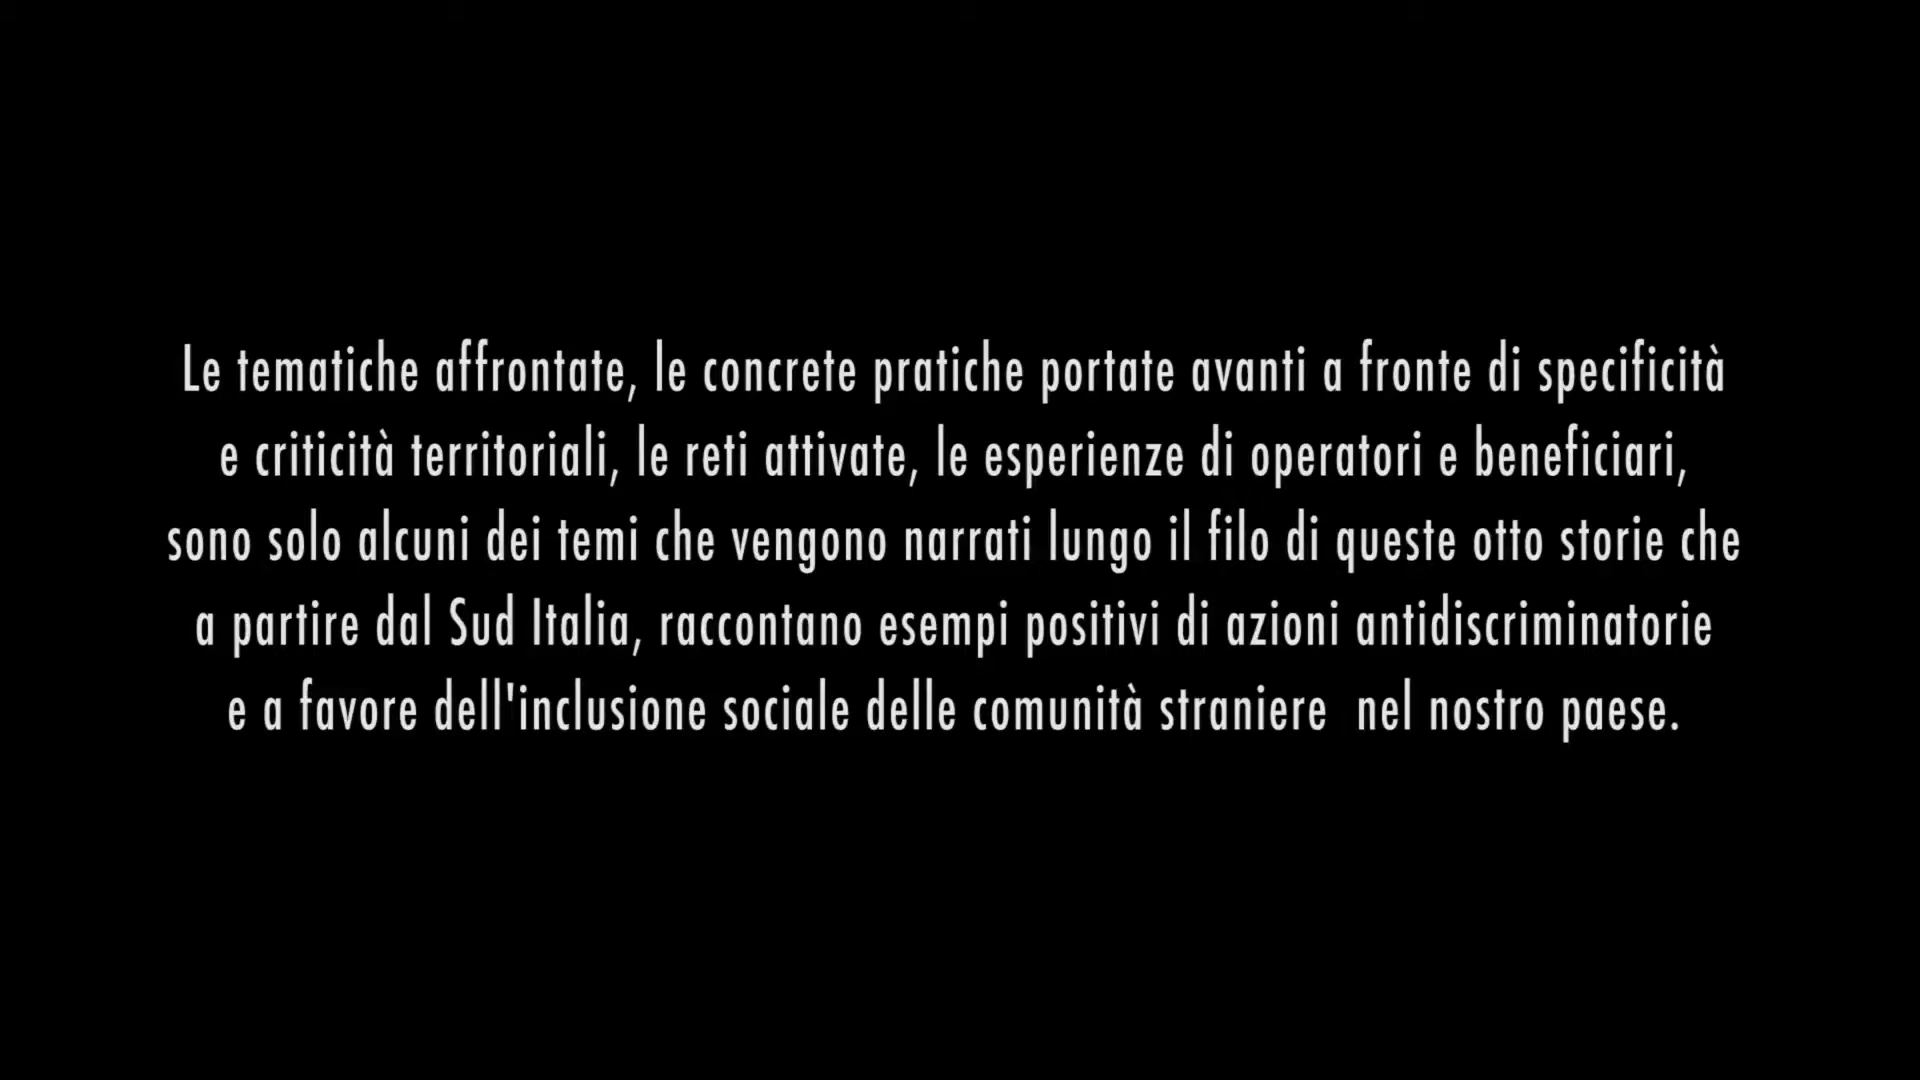 Le tematiche affrontate, le concrete pratiche portate avanti a fronte di specificità
e criticità territoriali, le reti attivate, le esperienze di operatori e beneficiari,
sono solo alcuni dei temi che vengono narrati lungo il filo di queste otto storie che
a partire dal Sud Italia, raccontano esempi positivi di azioni antidiscriminatorie
e a favore dell'inclusione sociale delle comunità straniere  nel nostro paese.